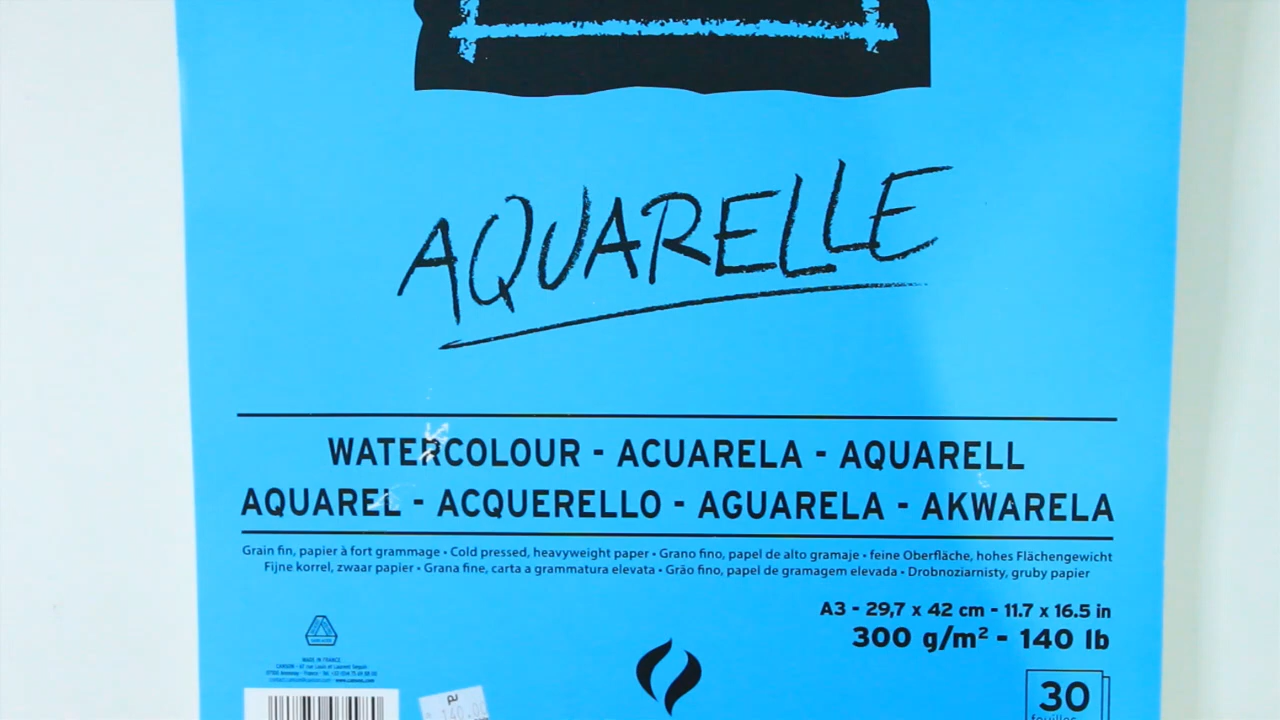 AQUARELLE
WATERCOLOUR - ACUARELA - AQUARELL
AQUAREL - ACQUERELLO - AGUARELA - AKWARELA
Grain fin, papier à fort grammage • Cold pressed, heavyweight paper • Grano fino, papel de alto gramaje • feine Oberfläche, hohes Flächengewicht
Fijne korrel, zwaar papier • Grana fine, carta a grammatura elevata • Grão fino, papel de gramagem elevada • Drobnoziarnisty, gruby papier
A3 - 29,7 x 42 cm - 11.7 x 16.5 in
300 g/m² - 140 lb
MADE IN FRANCE
30
feuilles